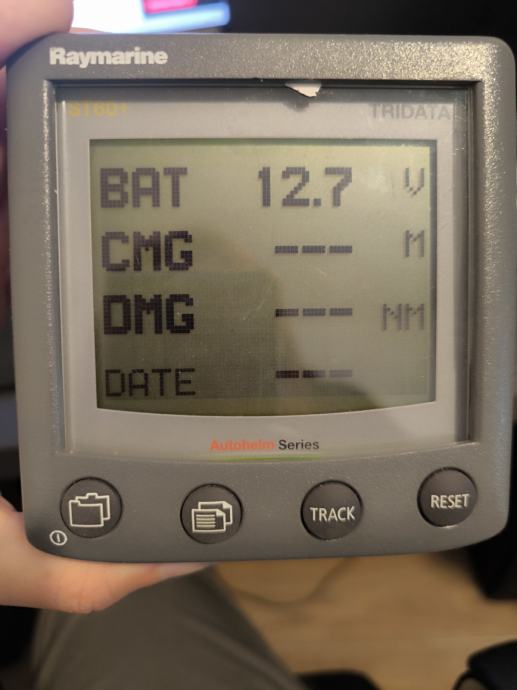 Raymarine
ST60+ TRIDATA
BAT 12.7 V
CMG --- M
DMG --- NM
DATE ---
Autohelm Series
TRACK RESET